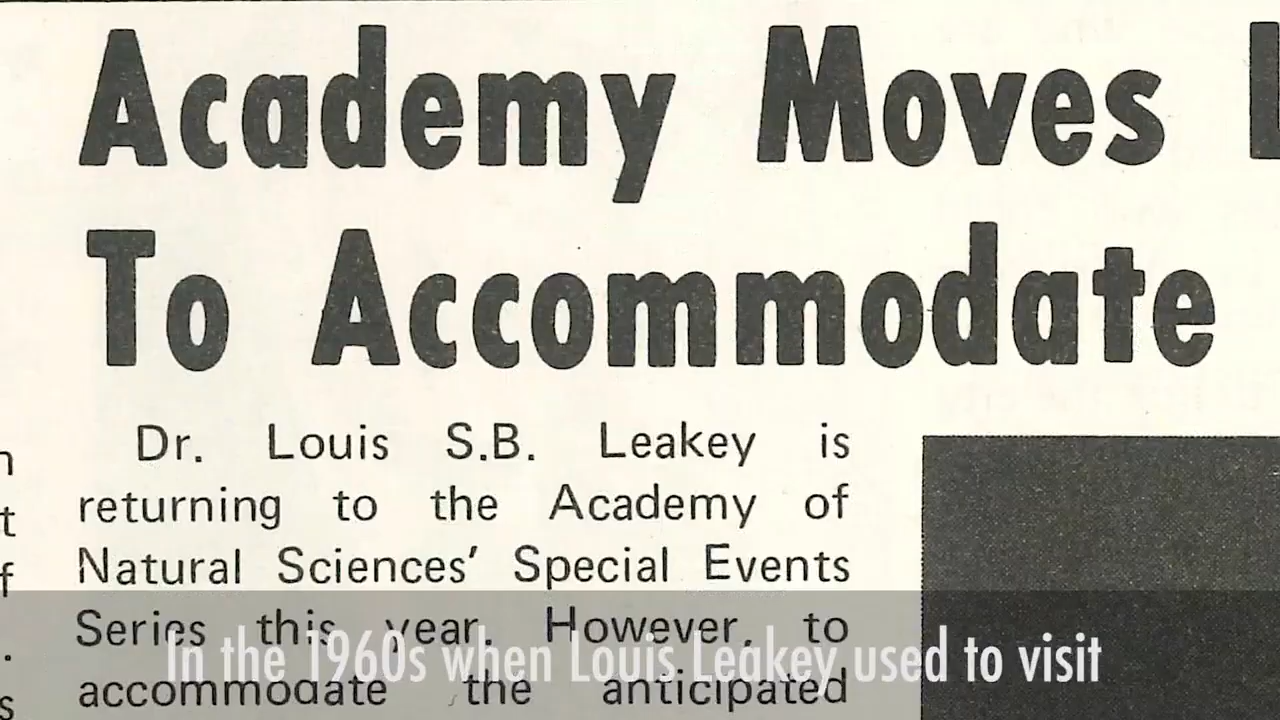 Academy Moves
To Accommodate
Dr. Louis S.B. Leakey is
returning to the Academy of
Natural Sciences' Special Events
Series this year. However, to
accommodate the anticipated
In the 1960s when Louis Leakey used to visit